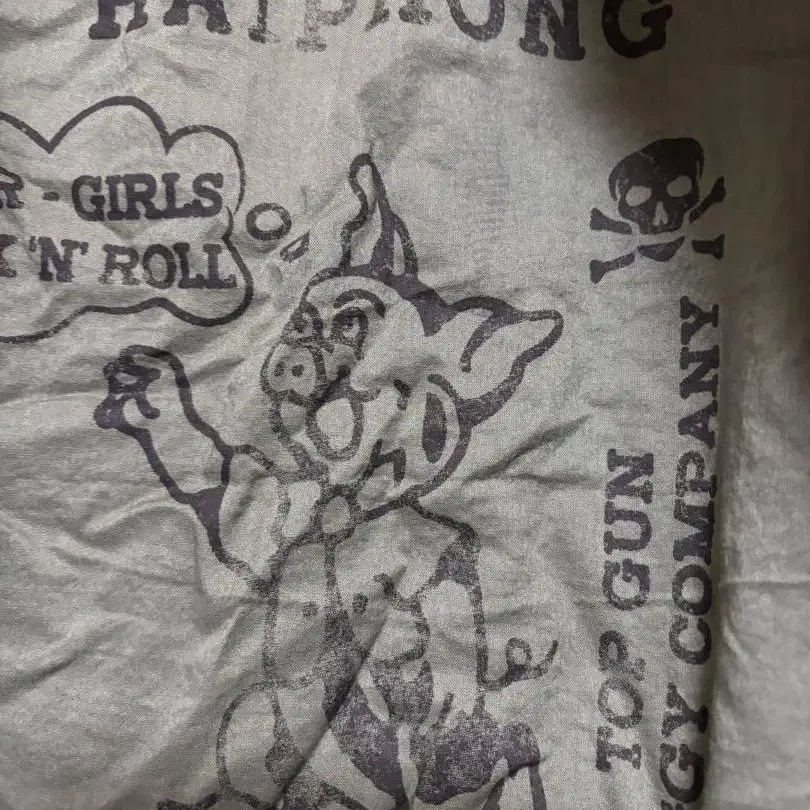 HAIPHONG
R - GIRLS
K 'N' ROLL
TOP GUN
GY COMPANY